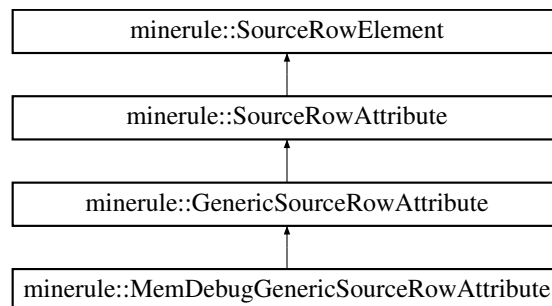 minerule::SourceRowElement
minerule::SourceRowAttribute
minerule::GenericSourceRowAttribute
minerule::MemDebugGenericSourceRowAttribute